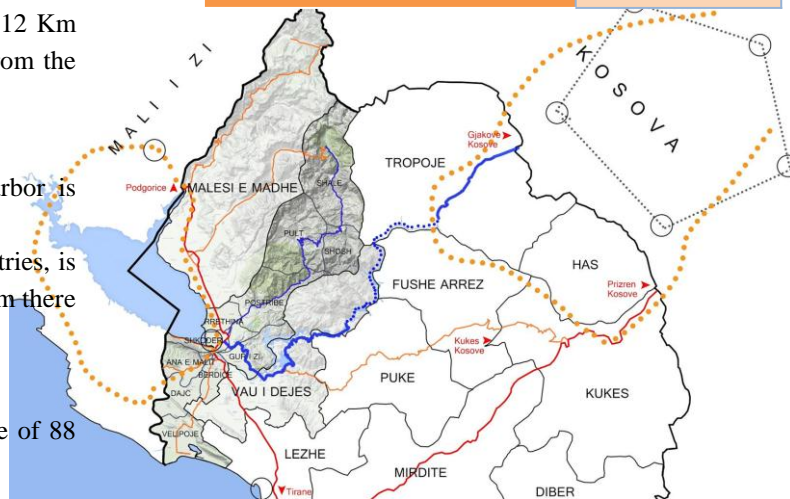 12 Km
om the
rbor is
tries, is
m there
e of 88
MALI I ZI
KOSOVA
Gjakove
Kosove
TROPOJE
Podgorice
MALESI E MADHE
SHALE
PULT
SHOSH
HAS
FUSHE ARREZ
Prizren
Kosove
POSTRIBE
RRETHINA
SHKODER
GURI I ZI
Kukes
Kosove
ANA E MALIT
BERDICE
DAJC
VAU I DEJES
PUKE
KUKES
VELIPOJE
LEZHE
MIRDITE
Tirane
DIBER